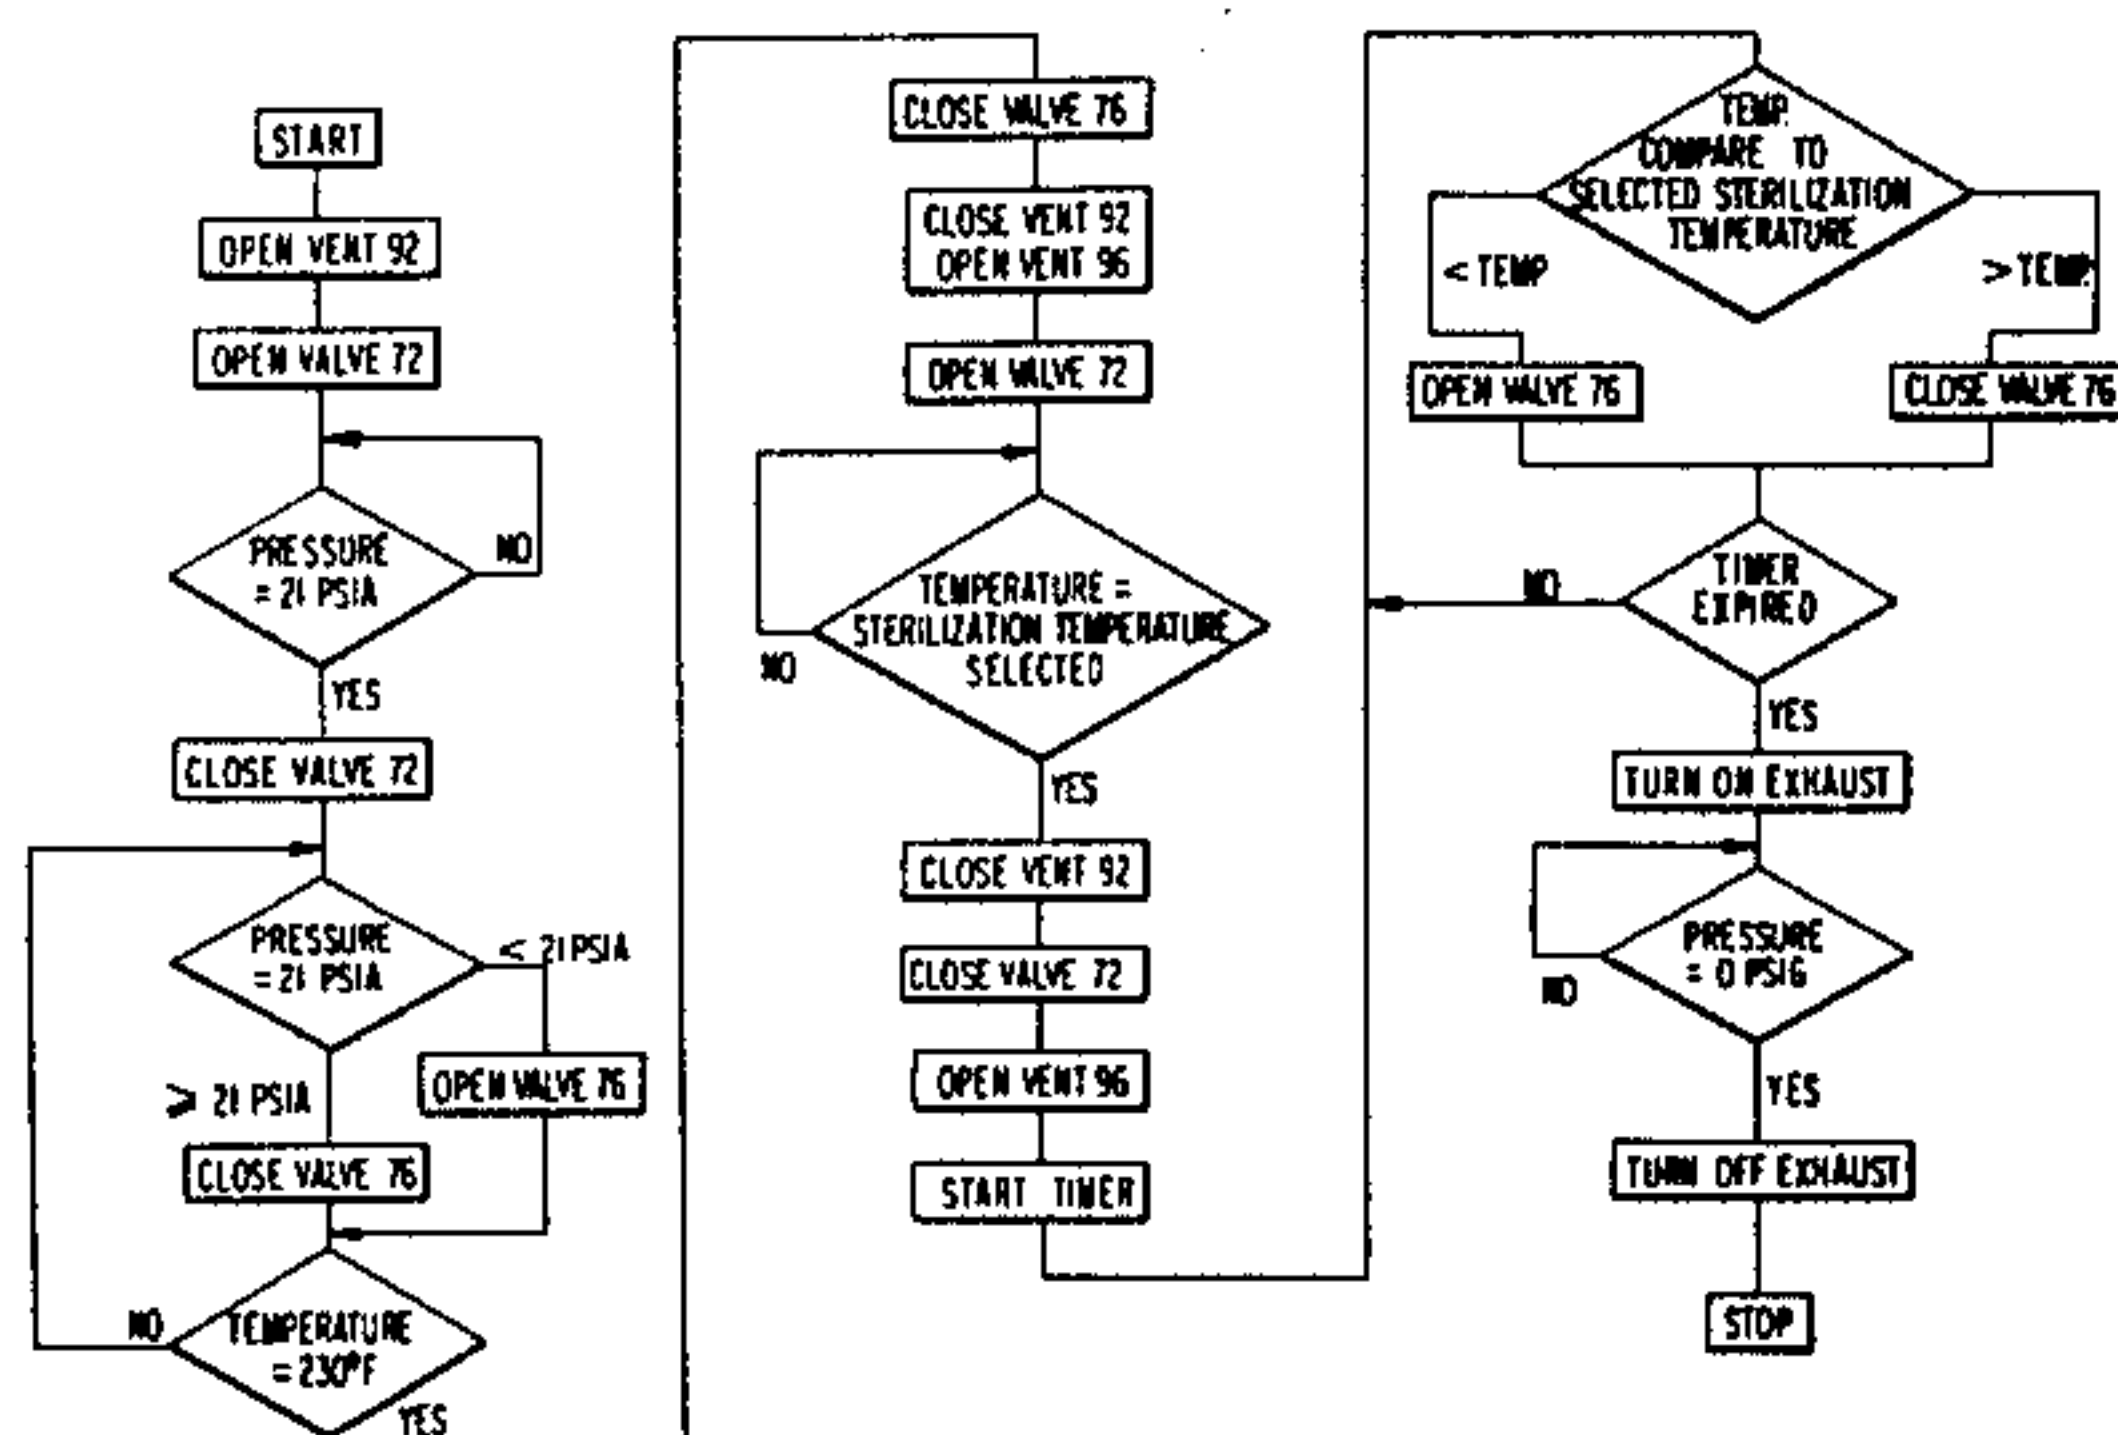 START
OPEN VENT 92
OPEN VALVE 72
PRESSURE
= 21 PSIA
NO
YES
CLOSE VALVE 72
PRESSURE
= 21 PSIA
< 21 PSIA
≥ 21 PSIA
OPEN VALVE 76
CLOSE VALVE 76
TEMPERATURE
= 230°F
NO
YES
CLOSE VALVE 76
CLOSE VENT 92
OPEN VENT 96
OPEN VALVE 72
TEMPERATURE =
STERILIZATION TEMPERATURE
SELECTED
NO
YES
CLOSE VENT 92
CLOSE VALVE 72
OPEN VENT 96
START TIMER
TEMP.
COMPARE TO
SELECTED STERILIZATION
TEMPERATURE
< TEMP
> TEMP.
OPEN VALVE 76
CLOSE VALVE 76
TIMER
EXPIRED
NO
YES
TURN ON EXHAUST
PRESSURE
= 0 PSIG
NO
YES
TURN OFF EXHAUST
STOP